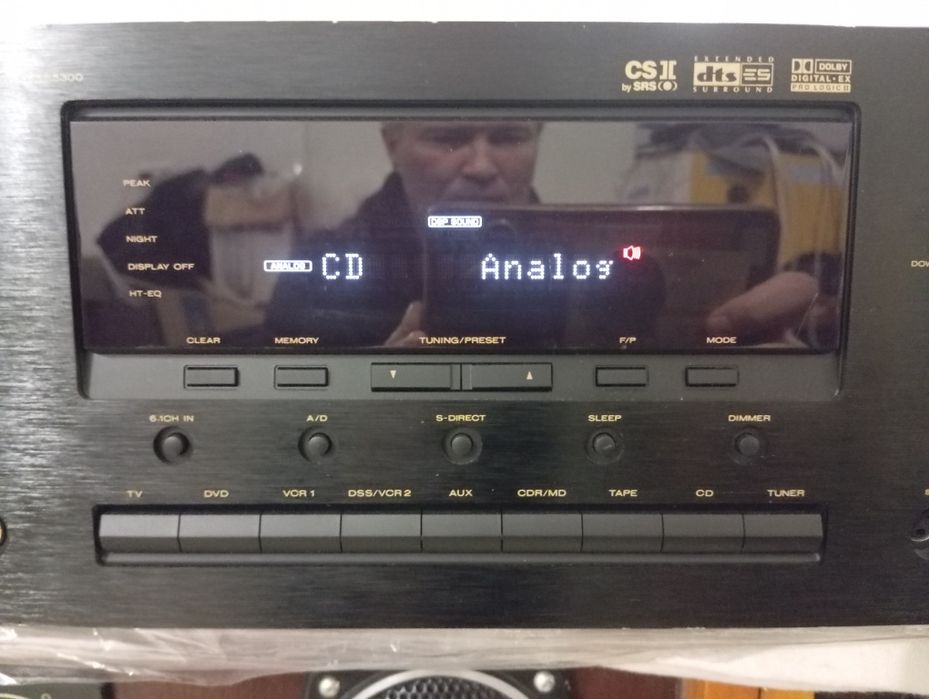 CS II
by SRS
EXTENDED
dts ES
SURROUND
DOLBY
DIGITAL•EX
PRO LOGIC II
PEAK
ATT
NIGHT
DISPLAY OFF
HT-EQ
DSP SOUND
ANALOG CD Analog
CLEAR MEMORY TUNING/PRESET F/P MODE
6.1CH IN A/D S-DIRECT SLEEP DIMMER
TV DVD VCR 1 DSS/VCR 2 AUX CDR/MD TAPE CD TUNER